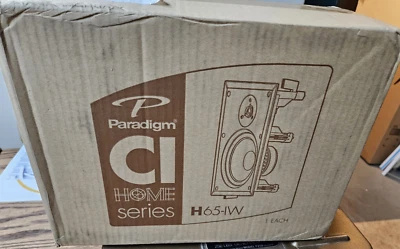 P
Paradigm®
CI
HOME
series
H65-IW
1 EACH